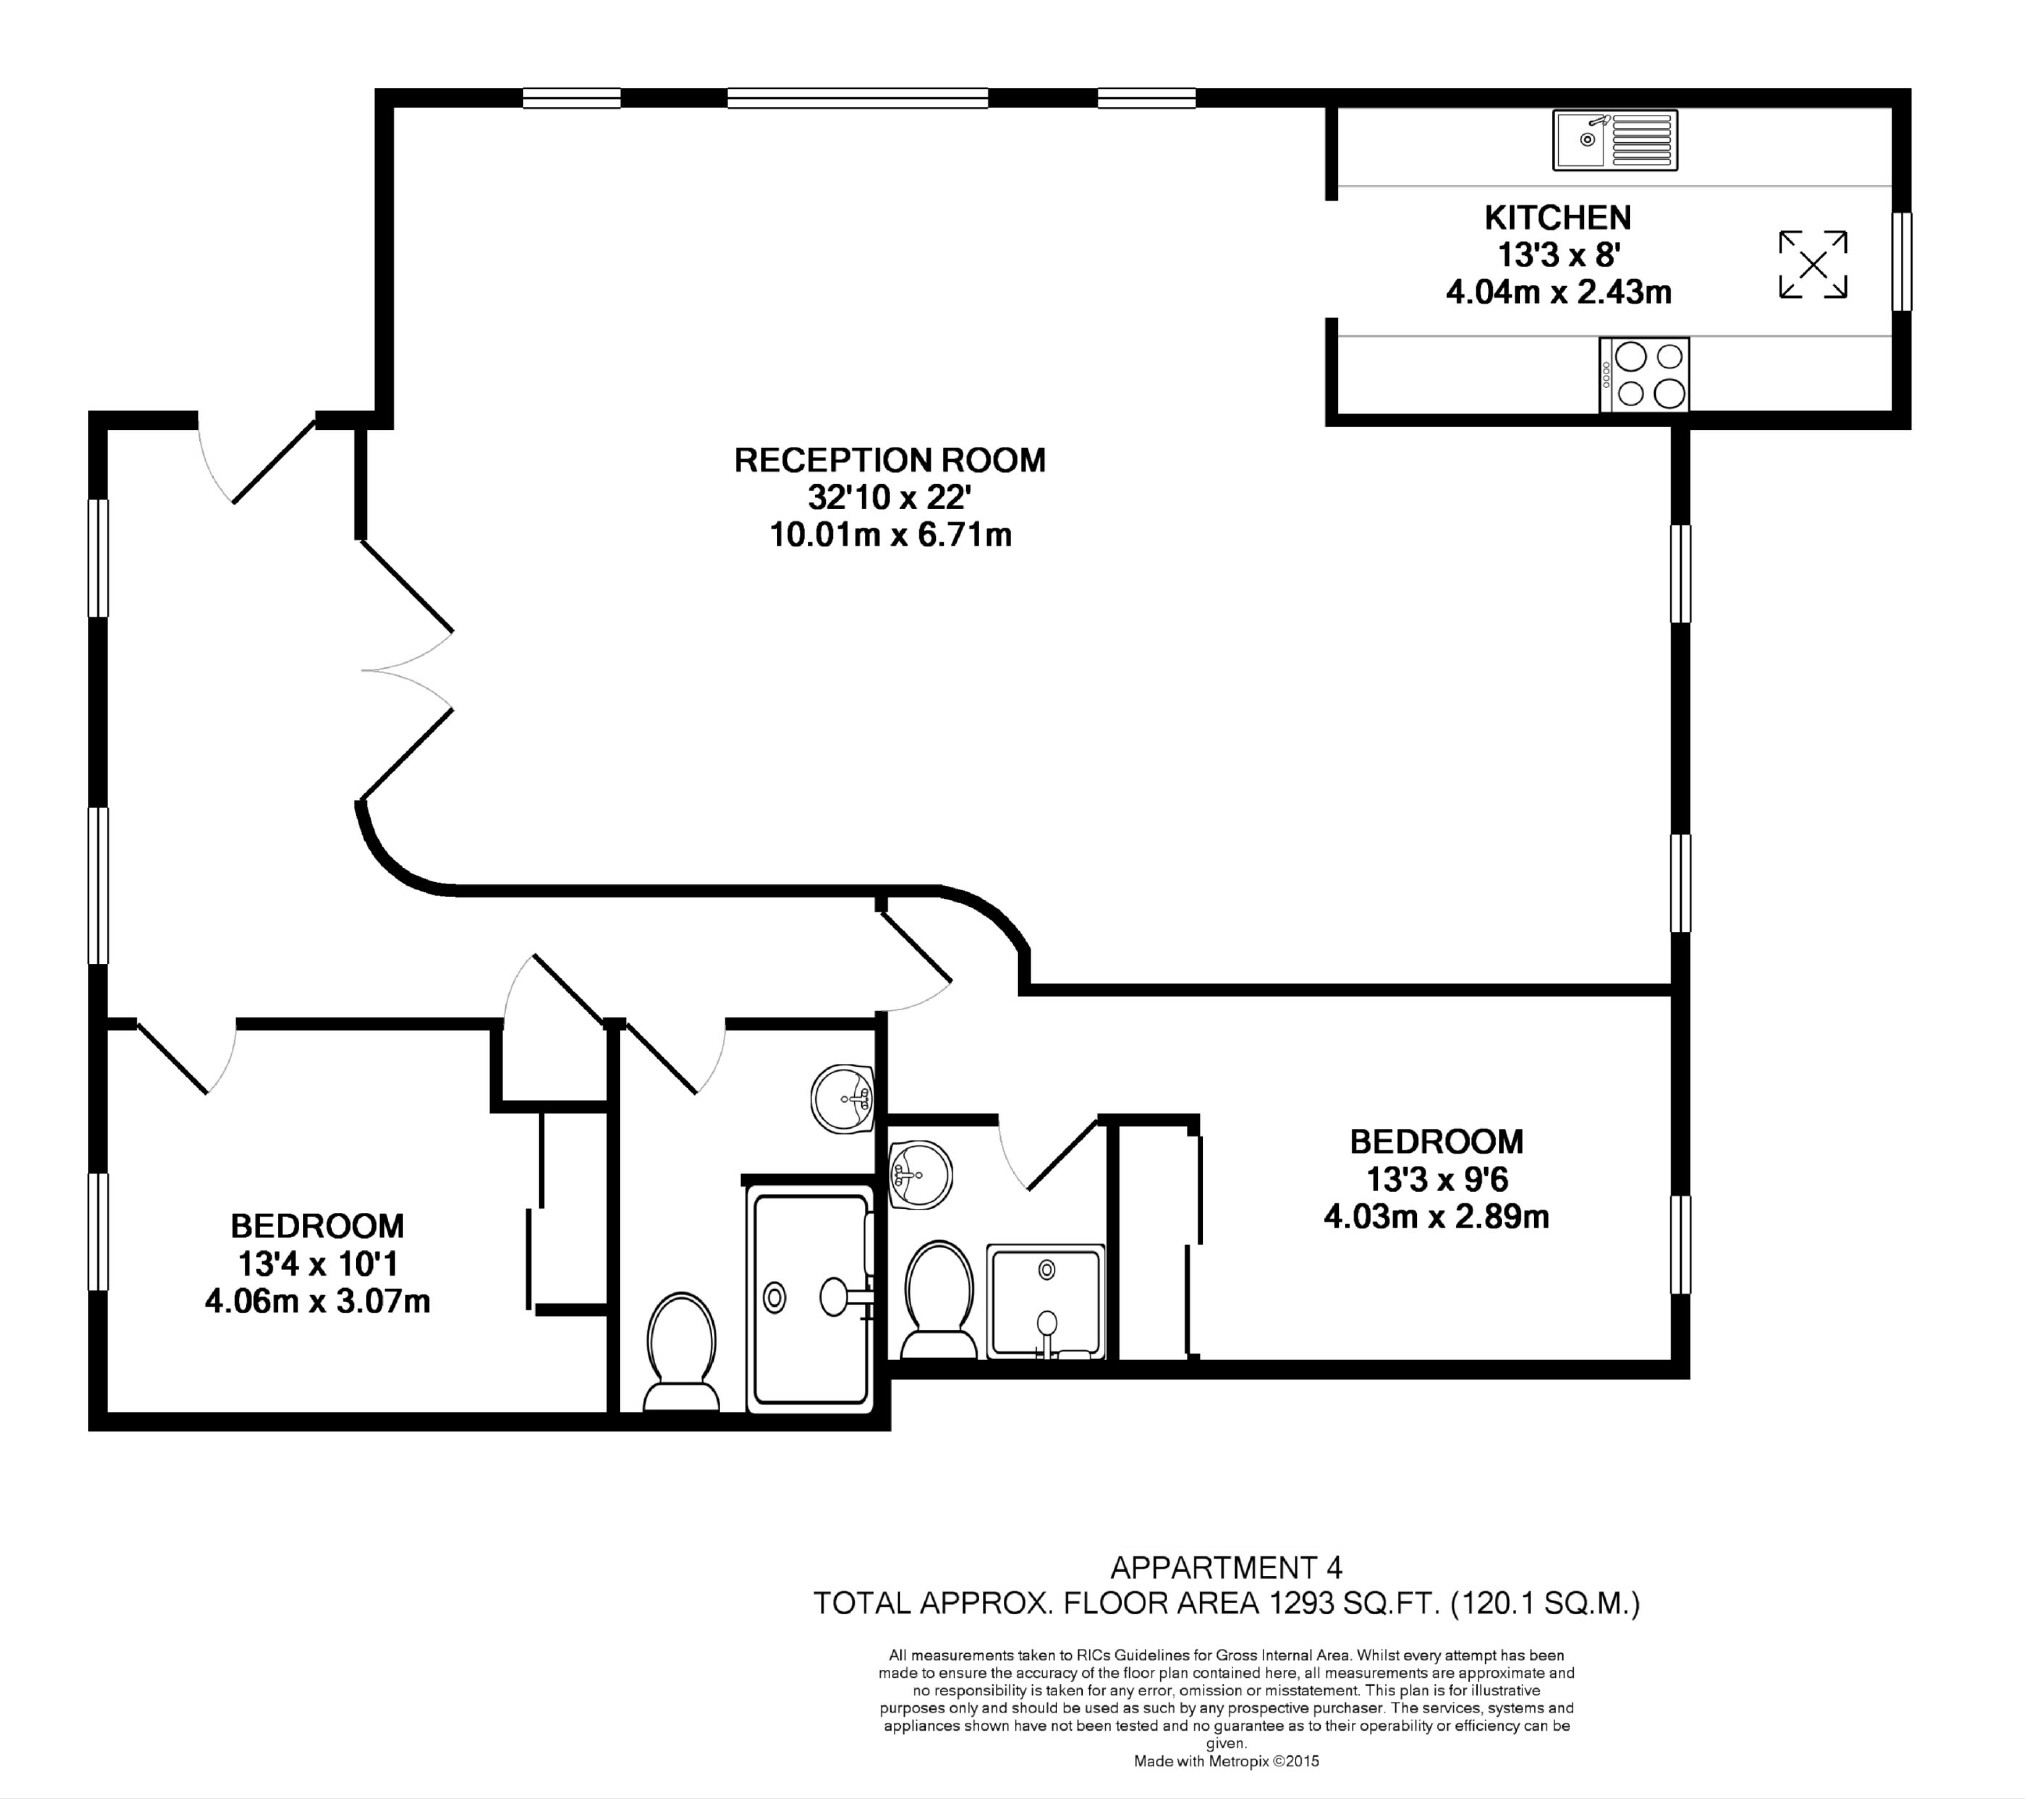 KITCHEN
13'3 x 8'
4.04m x 2.43m
RECEPTION ROOM
32'10 x 22'
10.01m x 6.71m
BEDROOM
13'3 x 9'6
4.03m x 2.89m
BEDROOM
13'4 x 10'1
4.06m x 3.07m
APPARTMENT 4
TOTAL APPROX. FLOOR AREA 1293 SQ.FT. (120.1 SQ.M.)
All measurements taken to RICs Guidelines for Gross Internal Area. Whilst every attempt has been
made to ensure the accuracy of the floor plan contained here, all measurements are approximate and
no responsibility is taken for any error, omission or misstatement. This plan is for illustrative
purposes only and should be used as such by any prospective purchaser. The services, systems and
appliances shown have not been tested and no guarantee as to their operability or efficiency can be
given.
Made with Metropix ©2015